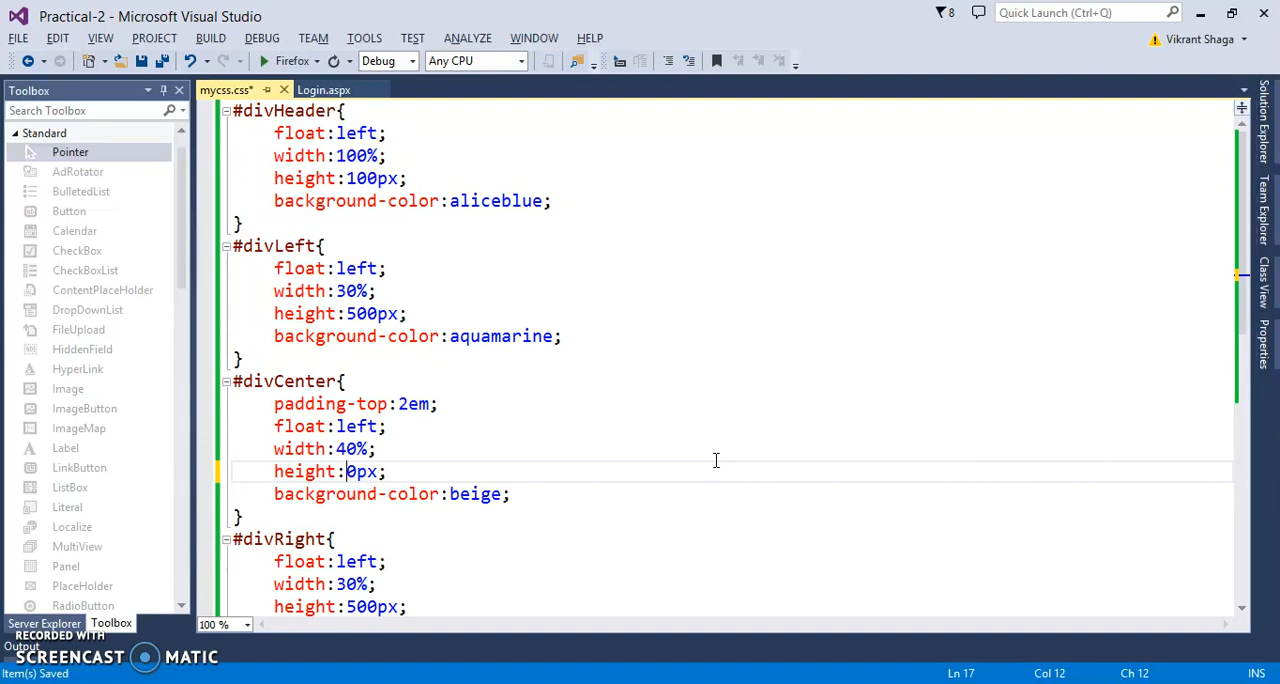 Practical-2 - Microsoft Visual Studio
8
Quick Launch (Ctrl+Q)
FILE EDIT VIEW PROJECT BUILD DEBUG TEAM TOOLS TEST ANALYZE WINDOW HELP
Vikrant Shaga
Firefox
Debug
Any CPU
Toolbox
mycss.css*
Login.aspx
Search Toolbox
Standard
Pointer
AdRotator
BulletedList
Button
Calendar
CheckBox
CheckBoxList
ContentPlaceHolder
DropDownList
FileUpload
HiddenField
HyperLink
Image
ImageButton
ImageMap
Label
LinkButton
ListBox
Literal
Localize
MultiView
Panel
PlaceHolder
RadioButton
Server Explorer
Toolbox
#divHeader{
float:left;
width:100%;
height:100px;
background-color:aliceblue;
}
#divLeft{
float:left;
width:30%;
height:500px;
background-color:aquamarine;
}
#divCenter{
padding-top:2em;
float:left;
width:40%;
height:0px;
background-color:beige;
}
#divRight{
float:left;
width:30%;
height:500px;
Solution Explorer
Team Explorer
Class View
Properties
100 %
Output
RECORDED WITH
SCREENCAST MATIC
Item(s) Saved
Ln 17
Col 12
Ch 12
INS